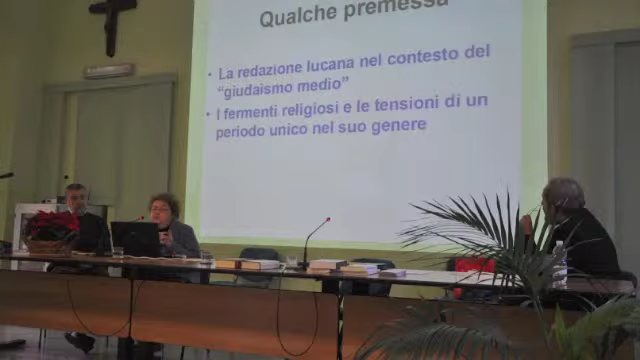 Qualche premessa
• La redazione lucana nel contesto del
"giudaismo medio"
• I fermenti religiosi e le tensioni di un
periodo unico nel suo genere